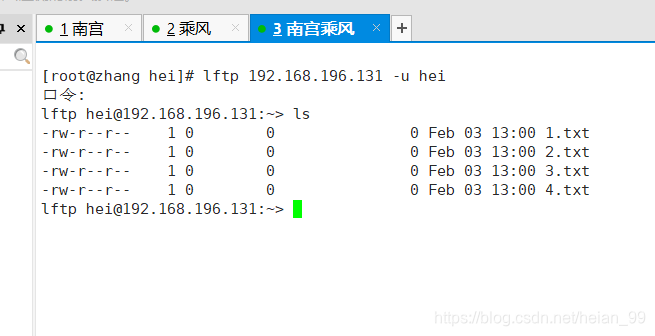 1 南宫
2 乘风
3 南宫乘风
[root@zhang hei]# lftp 192.168.196.131 -u hei
口令:
lftp hei@192.168.196.131:~> ls
-rw-r--r--    1 0        0               0 Feb 03 13:00 1.txt
-rw-r--r--    1 0        0               0 Feb 03 13:00 2.txt
-rw-r--r--    1 0        0               0 Feb 03 13:00 3.txt
-rw-r--r--    1 0        0               0 Feb 03 13:00 4.txt
lftp hei@192.168.196.131:~>
https://blog.csdn.net/heian_99